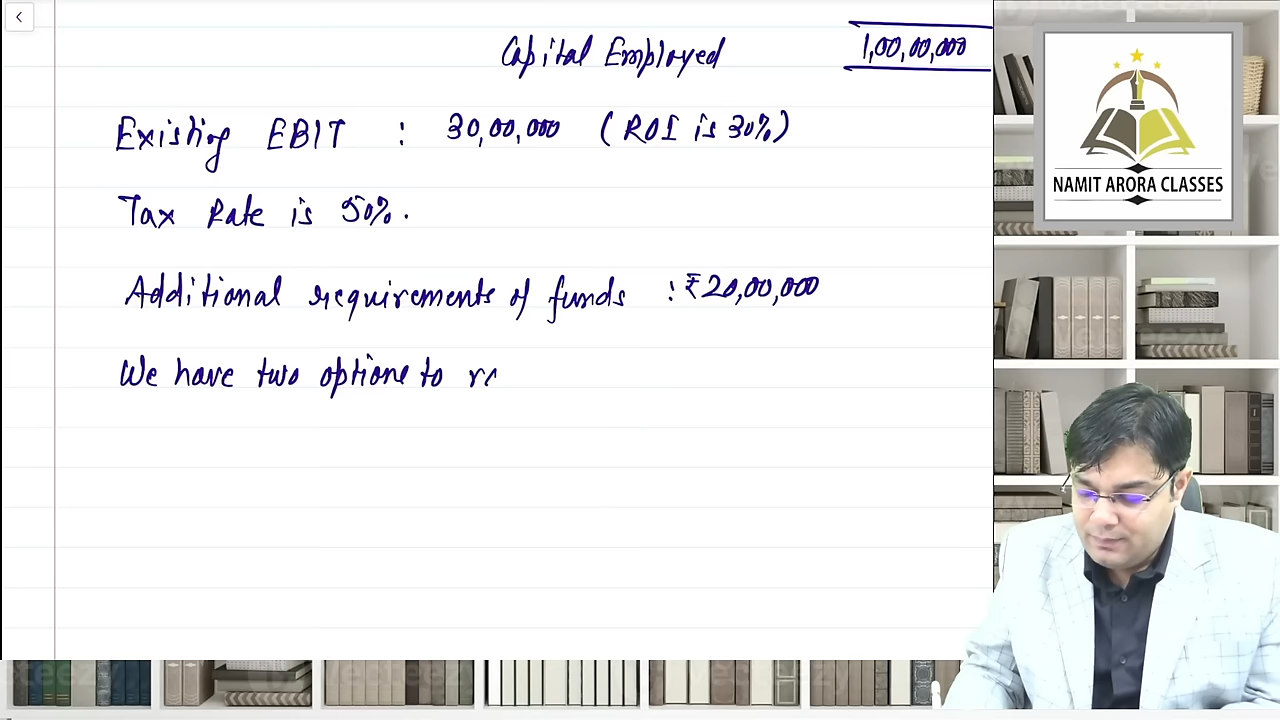 Capital Employed 1,00,00,000
Existing EBIT : 30,00,000 (ROI is 30%)
Tax Rate is 50%.
Additional requirements of funds : ₹20,00,000
We have two options to ra
NAMIT ARORA CLASSES